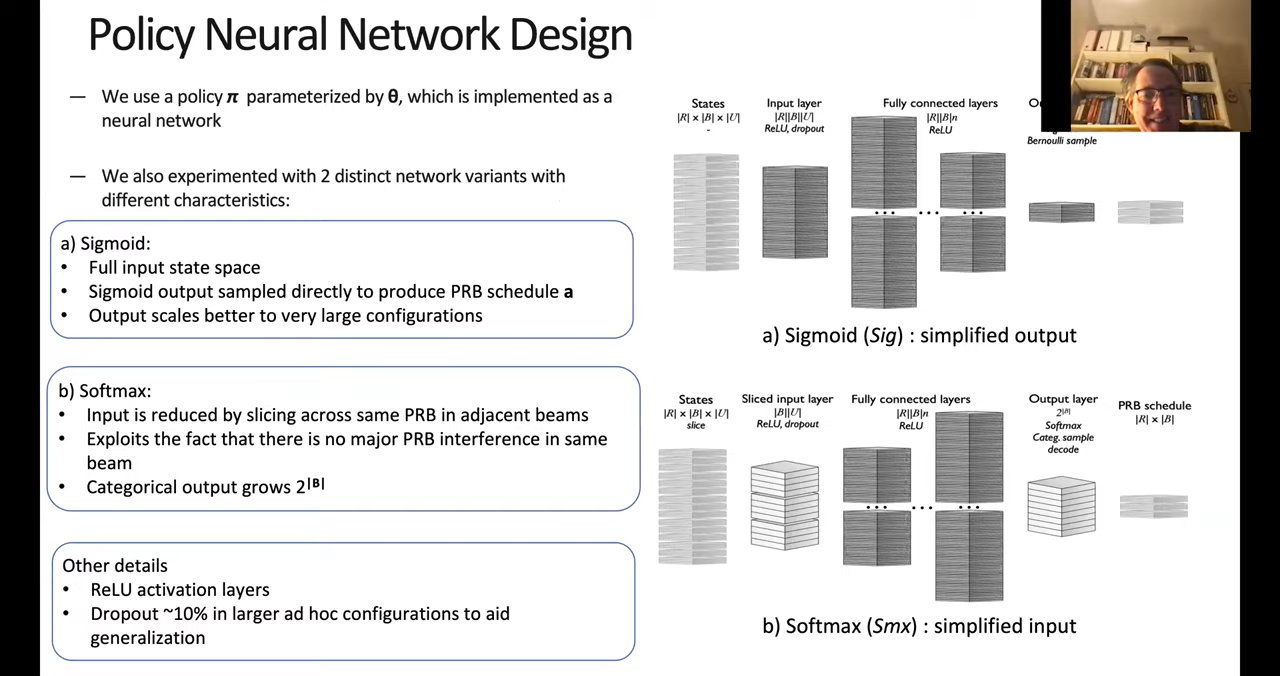 Policy Neural Network Design
— We use a policy π parameterized by θ, which is implemented as a
neural network
— We also experimented with 2 distinct network variants with
different characteristics:
a) Sigmoid:
• Full input state space
• Sigmoid output sampled directly to produce PRB schedule a
• Output scales better to very large configurations
b) Softmax:
• Input is reduced by slicing across same PRB in adjacent beams
• Exploits the fact that there is no major PRB interference in same
beam
• Categorical output grows 2^|B|
Other details
• ReLU activation layers
• Dropout ~10% in larger ad hoc configurations to aid
generalization
States
|R| × |B| × |U|
-
Input layer
|R||B||U|
ReLU, dropout
Fully connected layers
|R||B|n
ReLU
Bernoulli sample
... ... ...
a) Sigmoid (Sig) : simplified output
States
|R| × |B| × |U|
slice
Sliced input layer
|B||U|
ReLU, dropout
Fully connected layers
|R||B|n
ReLU
Output layer
2^|B|
Softmax
Categ. sample
decode
PRB schedule
|R| × |B|
... ... ...
b) Softmax (Smx) : simplified input